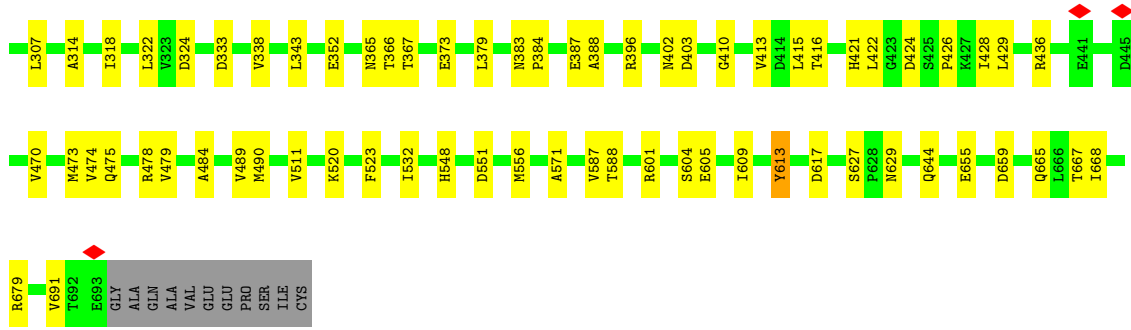 L307 A314 I318 L322 V323 D324 D333 V338 L343 E352 N365 T366 T367 E373 L379 N383 P384 E387 A388 R396 N402 D403 G410 V413 D414 L415 T416 H421 L422 G423 D424 S425 P426 K427 I428 L429 R436 E441 D445
V470 M473 V474 Q475 R478 V479 A484 V489 M490 V511 K520 F523 I532 H548 D551 M556 A571 V587 T588 R601 S604 E605 I609 Y613 D617 S627 P628 N629 Q644 E655 D659 Q665 L666 T667 I668
R679 V691 T692 E693 GLY ALA GLN ALA VAL GLU GLU PRO SER ILE CYS